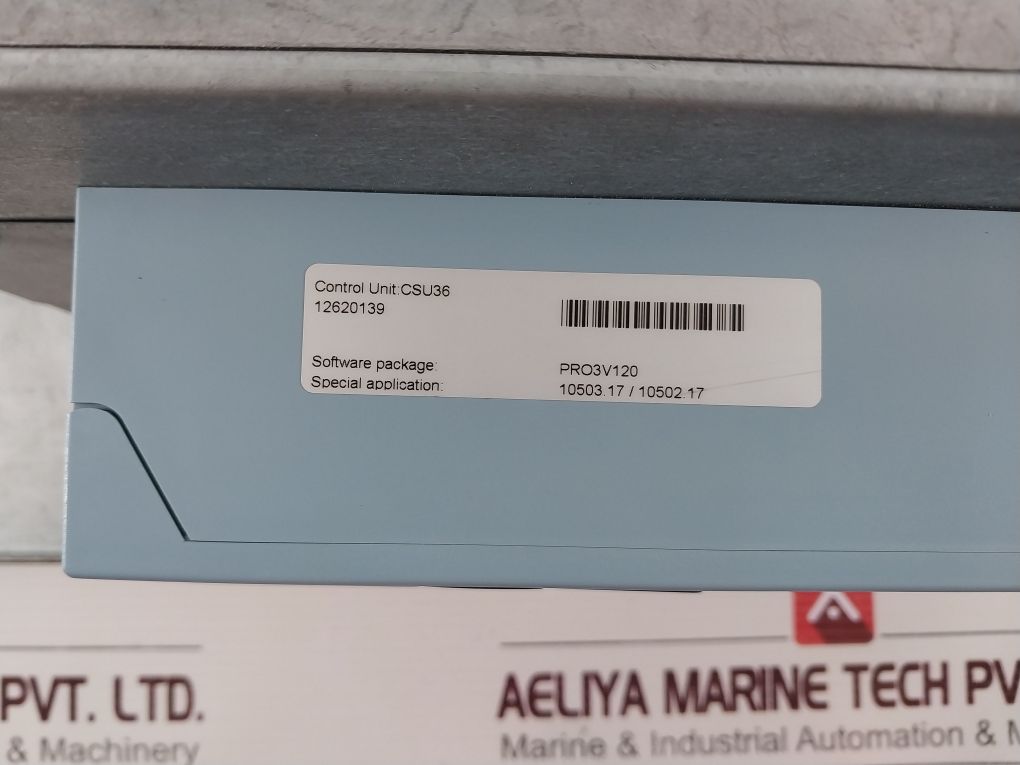 Control Unit:CSU36
12620139
Software package: PRO3V120
Special application: 10503.17 / 10502.17
PVT. LTD.
& Machinery
AELIYA MARINE TECH PV
Marine & Industrial Automation &